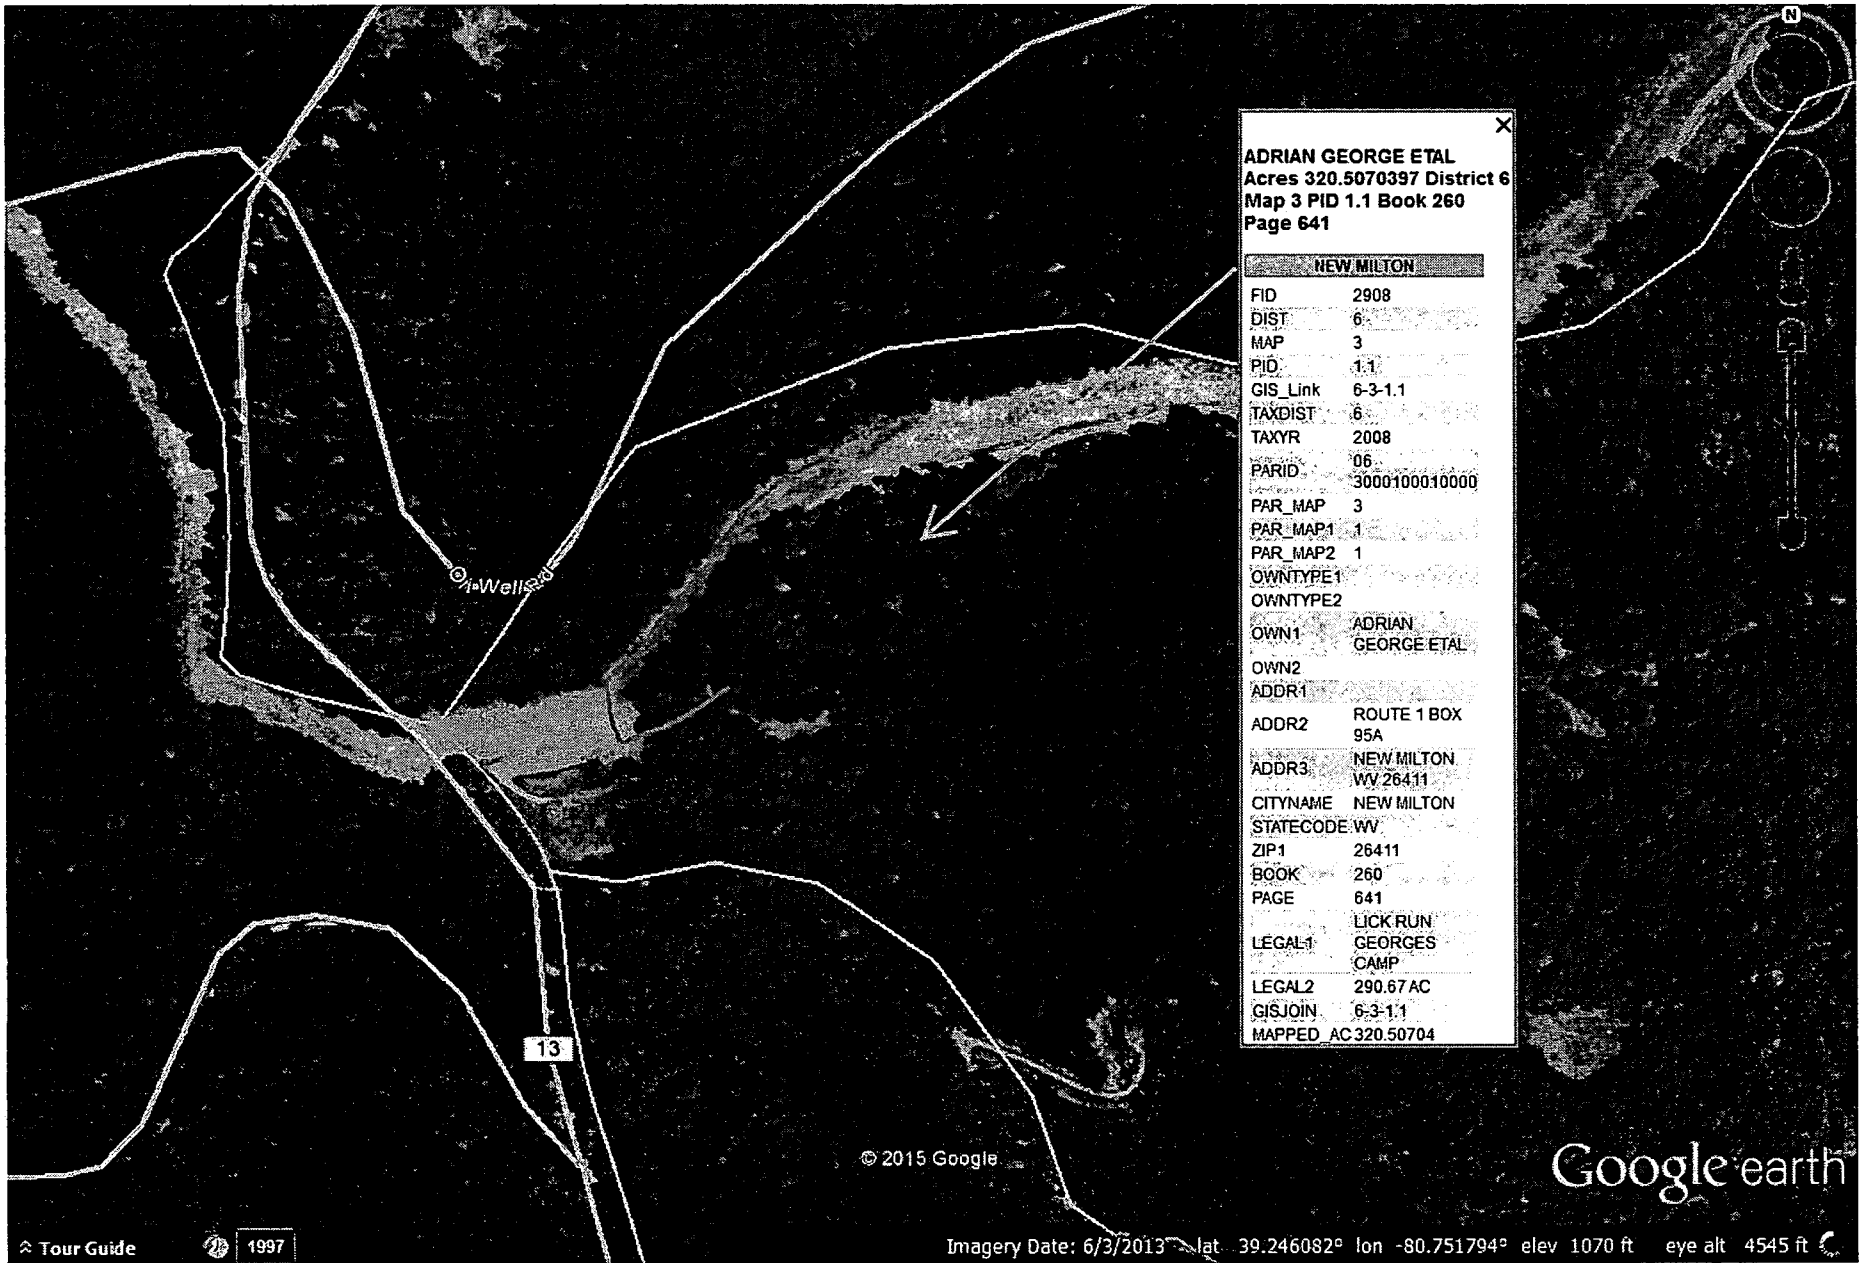 N
×
ADRIAN GEORGE ETAL
Acres 320.5070397 District 6
Map 3 PID 1.1 Book 260
Page 641
NEW MILTON
FID 2908
DIST 6
MAP 3
PID 1.1
GIS_Link 6-3-1.1
TAXDIST 6
TAXYR 2008
PARID 06
3000100010000
PAR_MAP 3
PAR_MAP1 1
PAR_MAP2 1
OWNTYPE1
OWNTYPE2
OWN1 ADRIAN
GEORGE ETAL
OWN2
ADDR1
ADDR2 ROUTE 1 BOX
95A
ADDR3 NEW MILTON
WV 26411
CITYNAME NEW MILTON
STATECODE WV
ZIP1 26411
BOOK 260
PAGE 641
LEGAL1 LICK RUN
GEORGES
CAMP
LEGAL2 290.67 AC
GISJOIN 6-3-1.1
MAPPED_AC 320.50704
Well Rd
13
© 2015 Google
Google earth
Tour Guide
1997
Imagery Date: 6/3/2013 lat 39.246082° lon -80.751794° elev 1070 ft eye alt 4545 ft